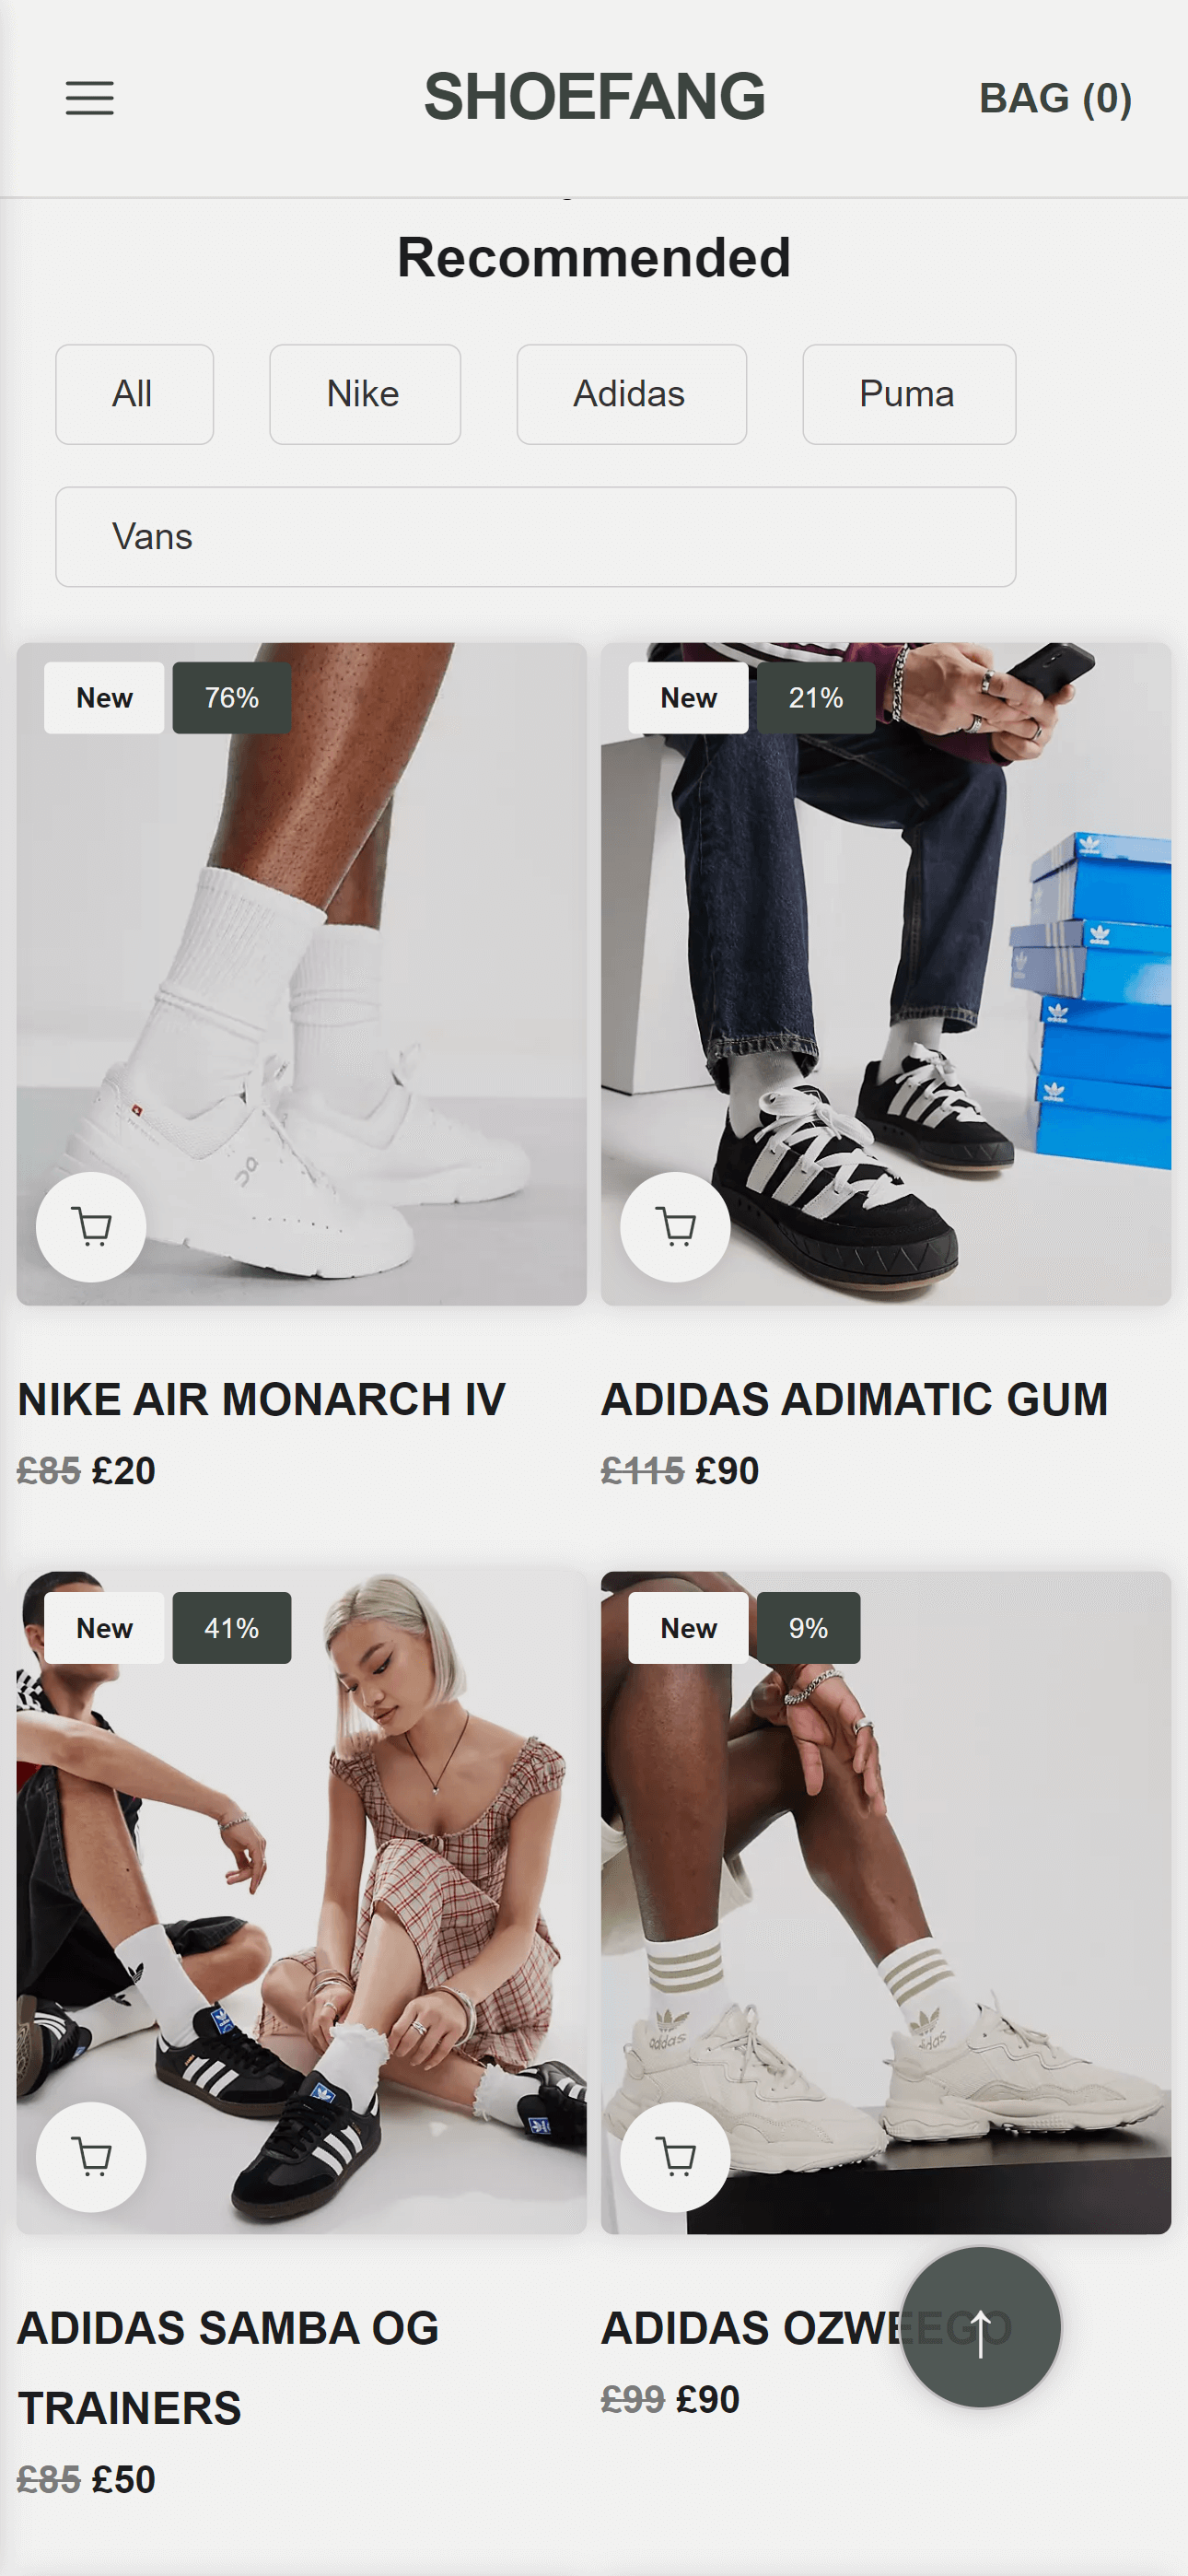 SHOEFANG
BAG (0)
Recommended
All
Nike
Adidas
Puma
Vans
New
76%
New
21%
NIKE AIR MONARCH IV
£85 £20
ADIDAS ADIMATIC GUM
£115 £90
New
41%
New
9%
adidas
adidas
ADIDAS SAMBA OG
TRAINERS
£85 £50
ADIDAS OZWEEGO
£99 £90